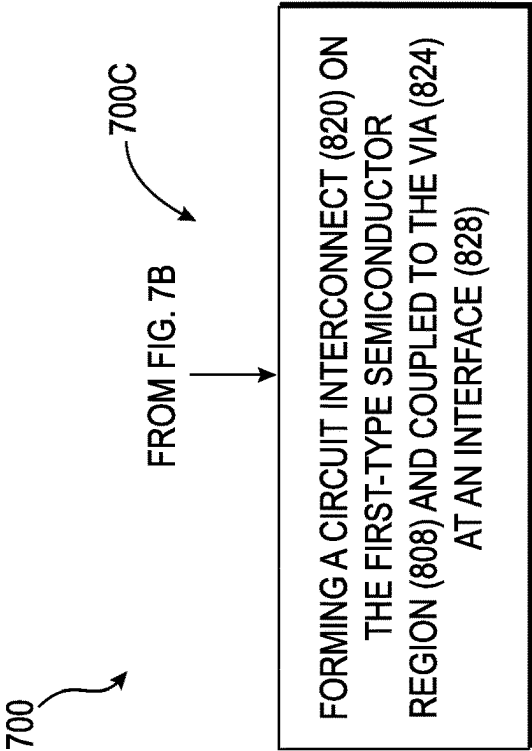 700
FROM FIG. 7B
700C
FORMING A CIRCUIT INTERCONNECT (820) ON
THE FIRST-TYPE SEMICONDUCTOR
REGION (808) AND COUPLED TO THE VIA (824)
AT AN INTERFACE (828)